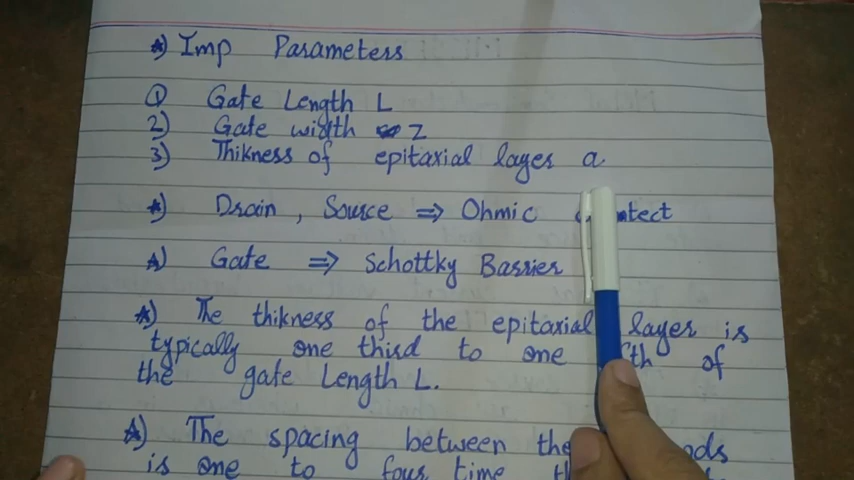 *) Imp Parameters
1) Gate Length L
2) Gate width Z
3) Thikness of epitaxial layer a
*) Drain, Source ⇒ Ohmic
*) Gate ⇒ Schottky Barrier
*) The thikness of the epitaxial layer is
typically one third to one of
the gate Length L.
*) The spacing between the
is one to four time